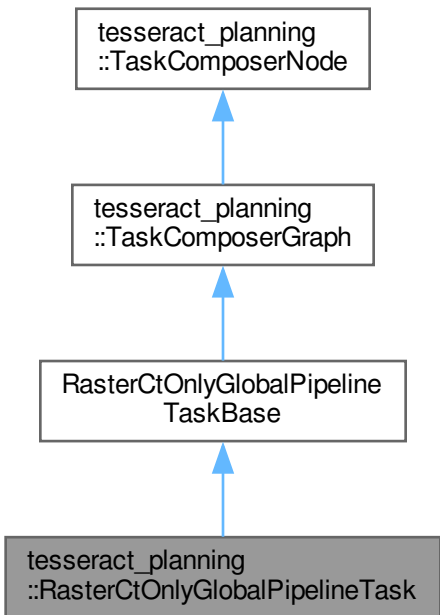 tesseract_planning
::TaskComposerNode
tesseract_planning
::TaskComposerGraph
RasterCtOnlyGlobalPipeline
TaskBase
tesseract_planning
::RasterCtOnlyGlobalPipelineTask